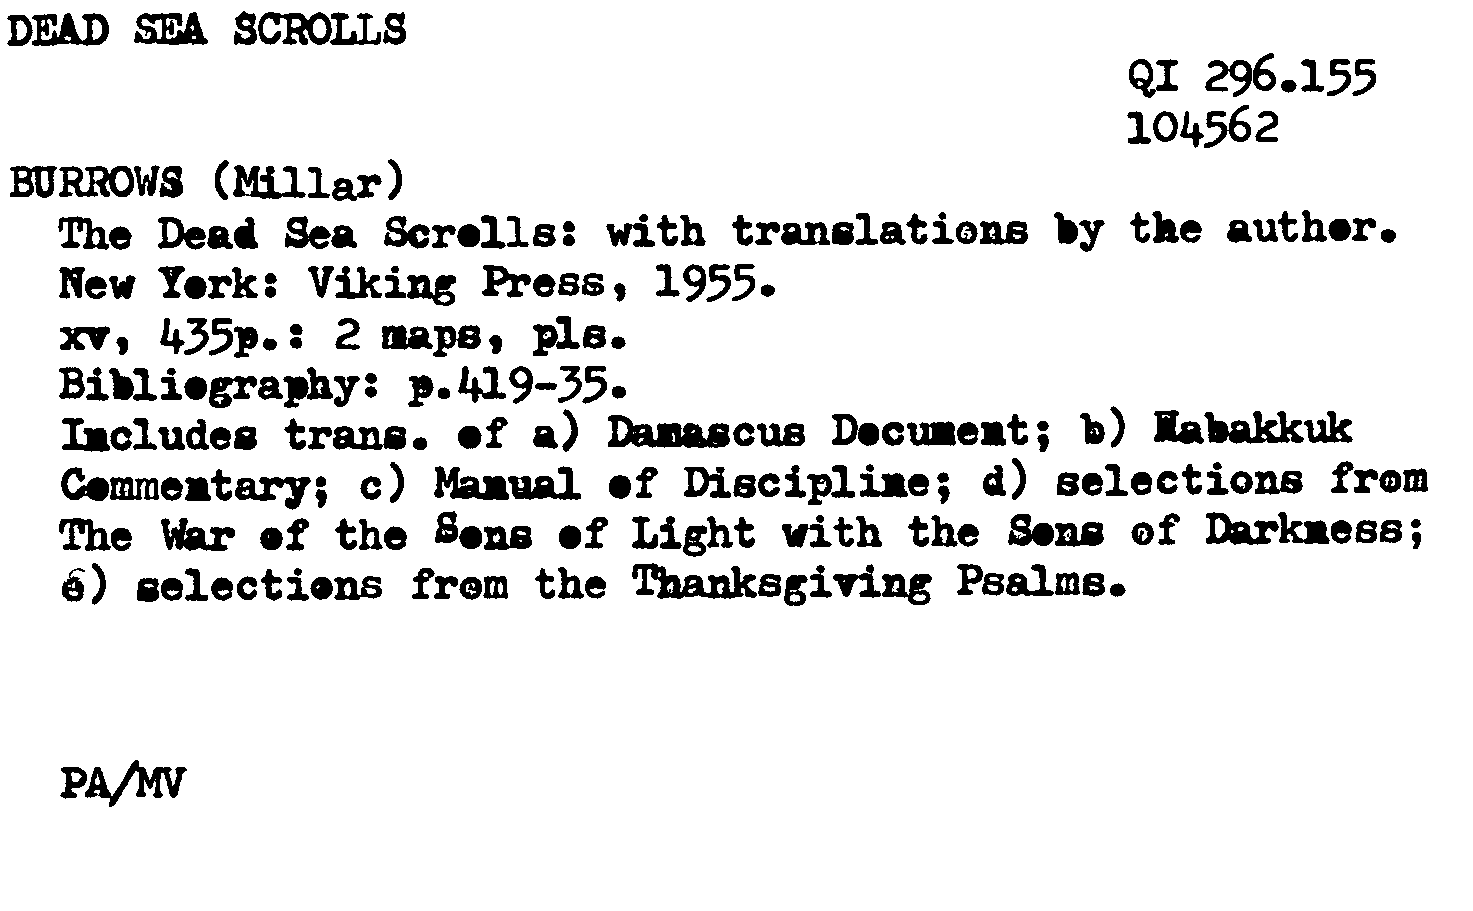 DEAD SEA SCROLLS
QI 296.155
104562
BURROWS (Millar)
The Dead Sea Scrolls: with translations by the author.
New York: Viking Press, 1955.
xv, 435p.: 2 maps, pls.
Bibliography: p.419-35.
Includes trans. of a) Damascus Document; b) Habakkuk
Commentary; c) Manual of Discipline; d) selections from
The War of the Sons of Light with the Sons of Darkness;
e) selections from the Thanksgiving Psalms.
PA/MV